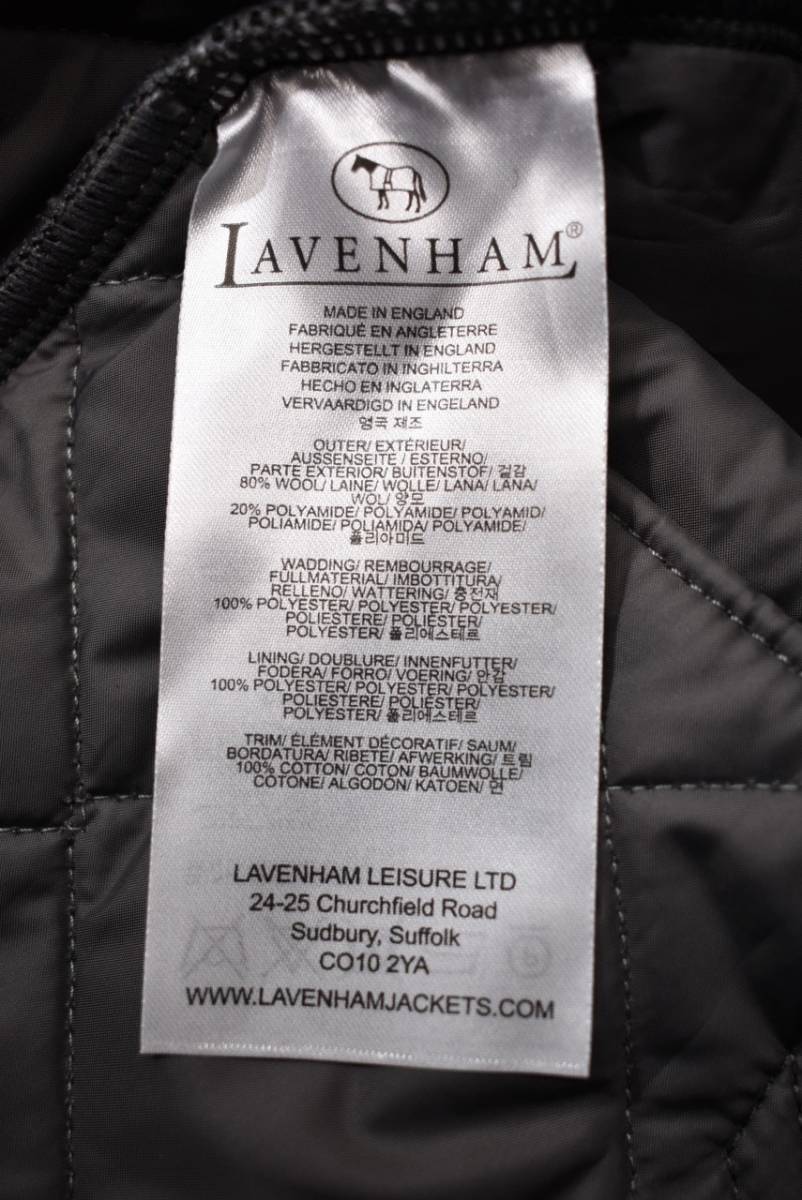 LAVENHAM®
MADE IN ENGLAND
FABRIQUÉ EN ANGLETERRE
HERGESTELLT IN ENGLAND
FABBRICATO IN INGHILTERRA
HECHO EN INGLATERRA
VERVAARDIGD IN ENGELAND
영국 제조
OUTER/ EXTÉRIEUR/
AUSSENSEITE / ESTERNO/
PARTE EXTERIOR/ BUITENSTOF/ 겉감
80% WOOL/ LAINE/ WOLLE/ LANA/ LANA/
WOL/ 양모
20% POLYAMIDE/ POLYAMIDE/ POLYAMID/
POLIAMIDE/ POLIAMIDA/ POLYAMIDE/
폴리아미드
WADDING/ REMBOURRAGE/
FULLMATERIAL/ IMBOTTITURA/
RELLENO/ WATTERING/ 충전재
100% POLYESTER/ POLYESTER/ POLYESTER/
POLIESTERE/ POLIÉSTER/
POLYESTER/ 폴리에스테르
LINING/ DOUBLURE/ INNENFUTTER/
FODERA/ FORRO/ VOERING/ 안감
100% POLYESTER/ POLYESTER/ POLYESTER/
POLIESTERE/ POLIÉSTER/
POLYESTER/ 폴리에스테르
TRIM/ ÉLÉMENT DÉCORATIF/ SAUM/
BORDATURA/ RIBETE/ AFWERKING/ 트림
100% COTTON/ COTON/ BAUMWOLLE/
COTONE/ ALGODÓN/ KATOEN/ 면
LAVENHAM LEISURE LTD
24-25 Churchfield Road
Sudbury, Suffolk
CO10 2YA
WWW.LAVENHAMJACKETS.COM